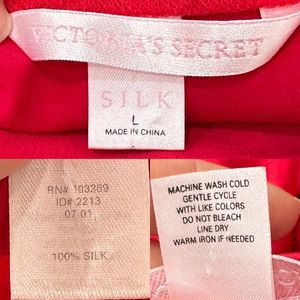 VICTORIA'S SECRET
SILK
L
MADE IN CHINA
RN# 103369
ID# 2213
07 01
100% SILK
MACHINE WASH COLD
GENTLE CYCLE
WITH LIKE COLORS
DO NOT BLEACH
LINE DRY
WARM IRON IF NEEDED